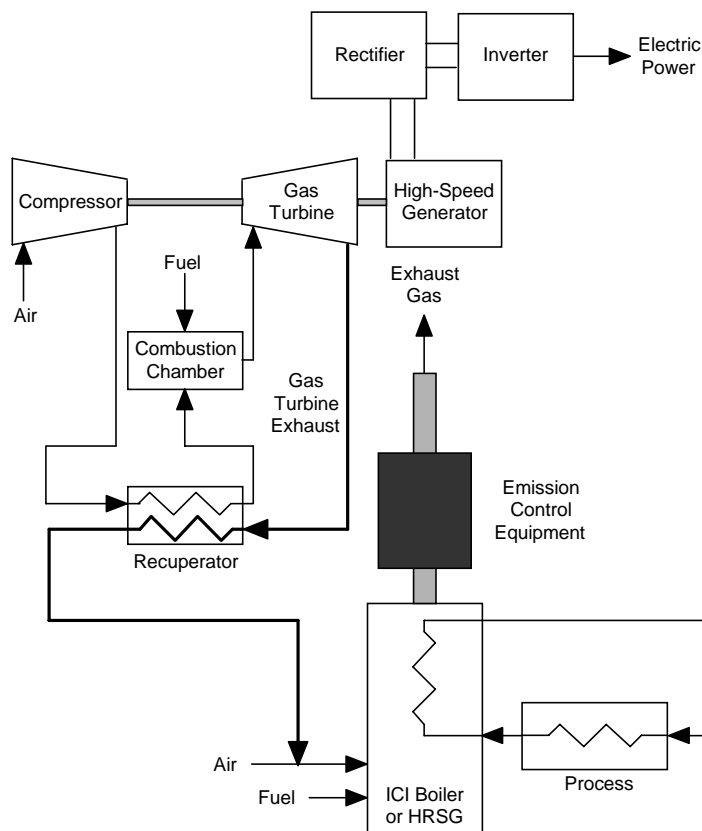 Rectifier
Inverter
Electric
Power
Compressor
Gas
Turbine
High-Speed
Generator
Air
Fuel
Exhaust
Gas
Combustion
Chamber
Gas
Turbine
Exhaust
Emission
Control
Equipment
Recuperator
Air
Fuel
ICI Boiler
or HRSG
Process